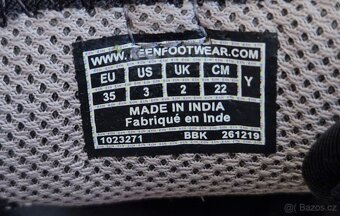 WWW.KEENFOOTWEAR.COM
EU US UK CM Y
35 3 2 22
MADE IN INDIA
Fabriqué en Inde
1023271 BBK 261219
Bazoš.cz